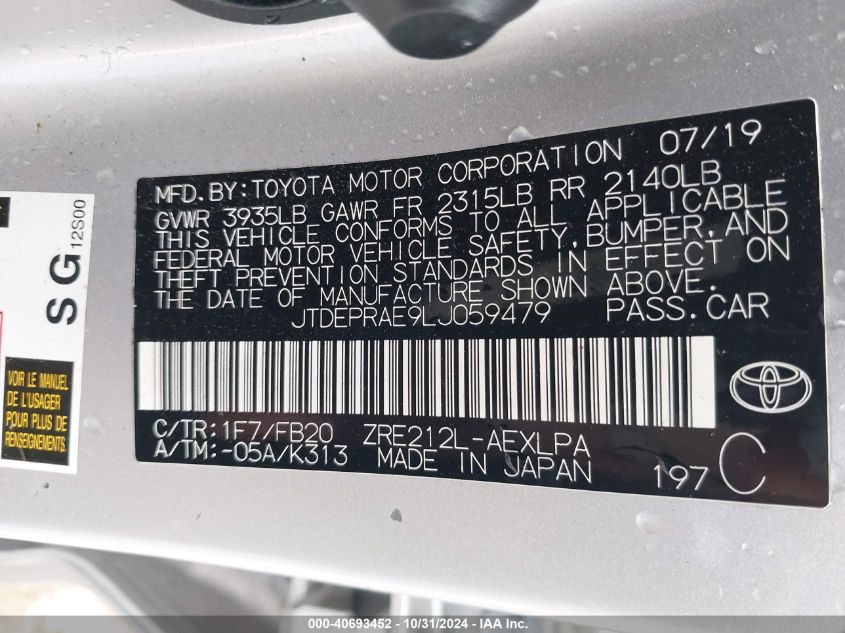 MFD.BY:TOYOTA MOTOR CORPORATION 07/19
GVWR 3935LB GAWR FR 2315LB RR 2140LB
THIS VEHICLE CONFORMS TO ALL APPLICABLE
FEDERAL MOTOR VEHICLE SAFETY,BUMPER,AND
THEFT PREVENTION STANDARDS IN EFFECT ON
THE DATE OF MANUFACTURE SHOWN ABOVE.
JTDEPRAE9LJ059479 PASS.CAR
C/TR:1F7/FB20 ZRE212L-AEXLPA
A/TM:-05A/K313 MADE IN JAPAN 197 C
SG
12S00
VOIR LE MANUEL
DE L'USAGER
POUR PLUS DE
RENSEIGNEMENTS.
000-40693452 - 10/31/2024 - IAA Inc.